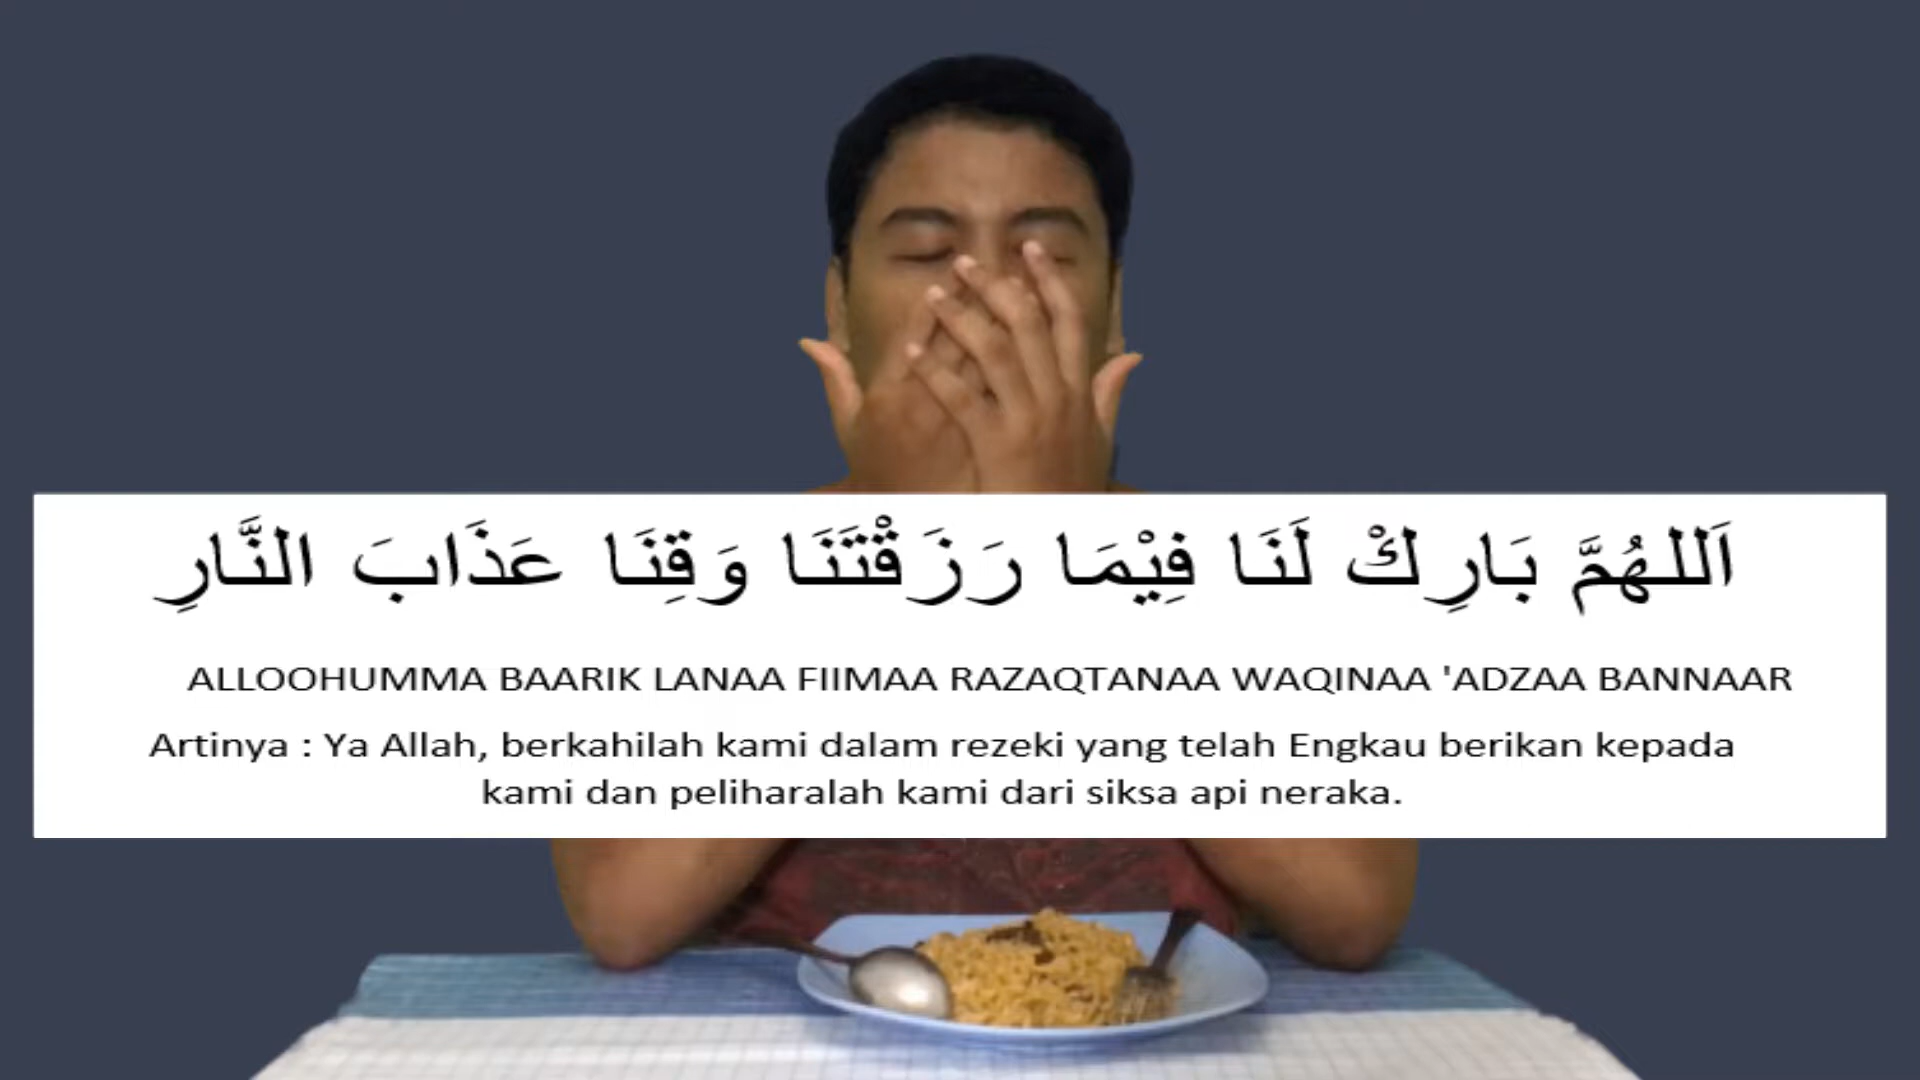 اَللهُمَّ بَارِكْ لَنَا فِيْمَا رَزَقْتَنَا وَقِنَا عَذَابَ النَّارِ
ALLOOHUMMA BAARIK LANAA FIIMAA RAZAQTANAA WAQINAA 'ADZAA BANNAAR
Artinya : Ya Allah, berkahilah kami dalam rezeki yang telah Engkau berikan kepada
kami dan peliharalah kami dari siksa api neraka.